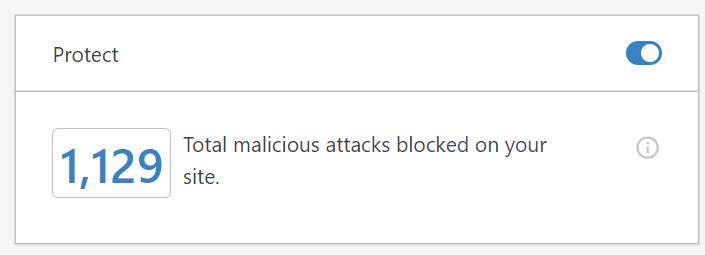 Protect
1,129
Total malicious attacks blocked on your
site.